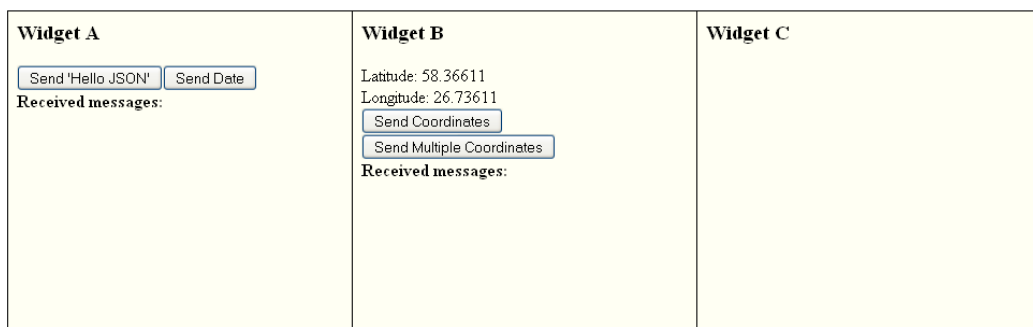 Widget A
Send 'Hello JSON' Send Date
Received messages:
Widget B
Latitude: 58.36611
Longitude: 26.73611
Send Coordinates
Send Multiple Coordinates
Received messages:
Widget C